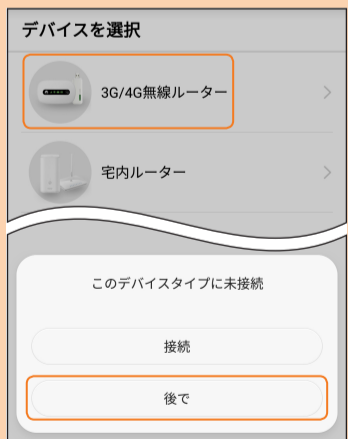 デバイスを選択
3G/4G無線ルーター
宅内ルーター
このデバイスタイプに未接続
接続
後で